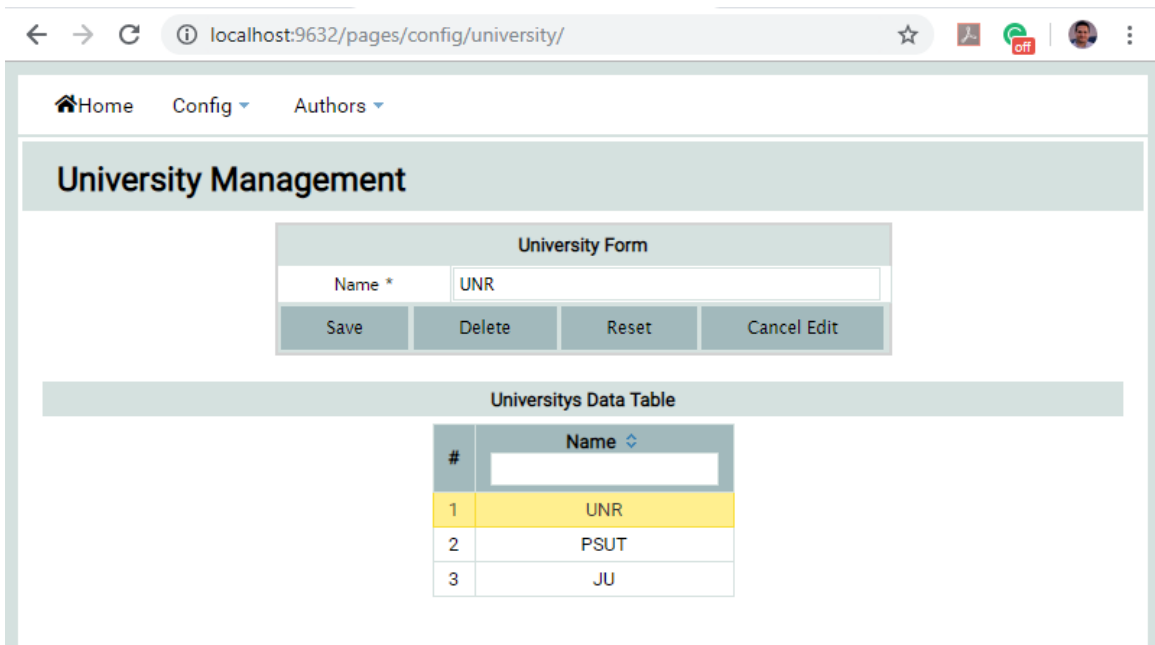 localhost:9632/pages/config/university/
off
Home Config Authors
University Management
University Form
Name * UNR
Save Delete Reset Cancel Edit
Universitys Data Table
# Name
1 UNR
2 PSUT
3 JU